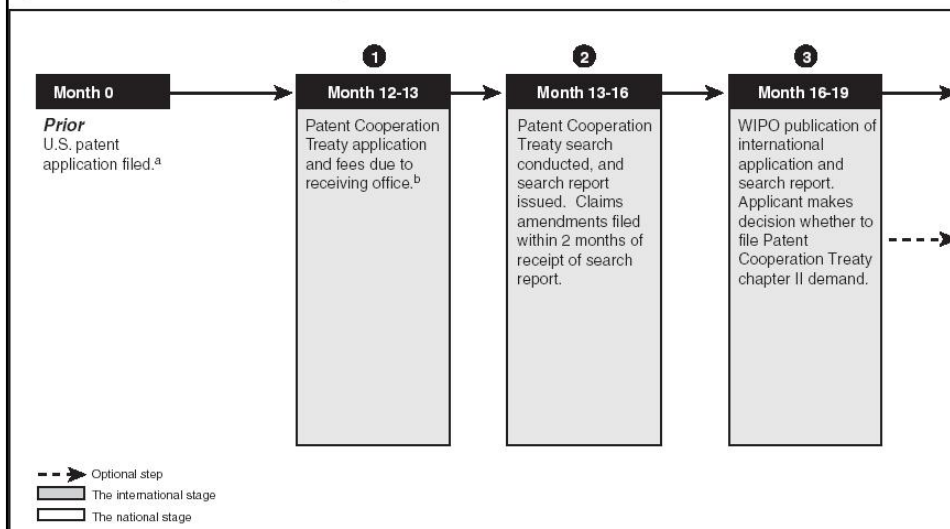 1
2
3
Month 0
Month 12-13
Month 13-16
Month 16-19
Prior
U.S. patent
application filed.a
Patent Cooperation
Treaty application
and fees due to
receiving office.b
Patent Cooperation
Treaty search
conducted, and
search report
issued. Claims
amendments filed
within 2 months of
receipt of search
report.
WIPO publication of
international
application and
search report.
Applicant makes
decision whether to
file Patent
Cooperation Treaty
chapter II demand.
Optional step
The international stage
The national stage